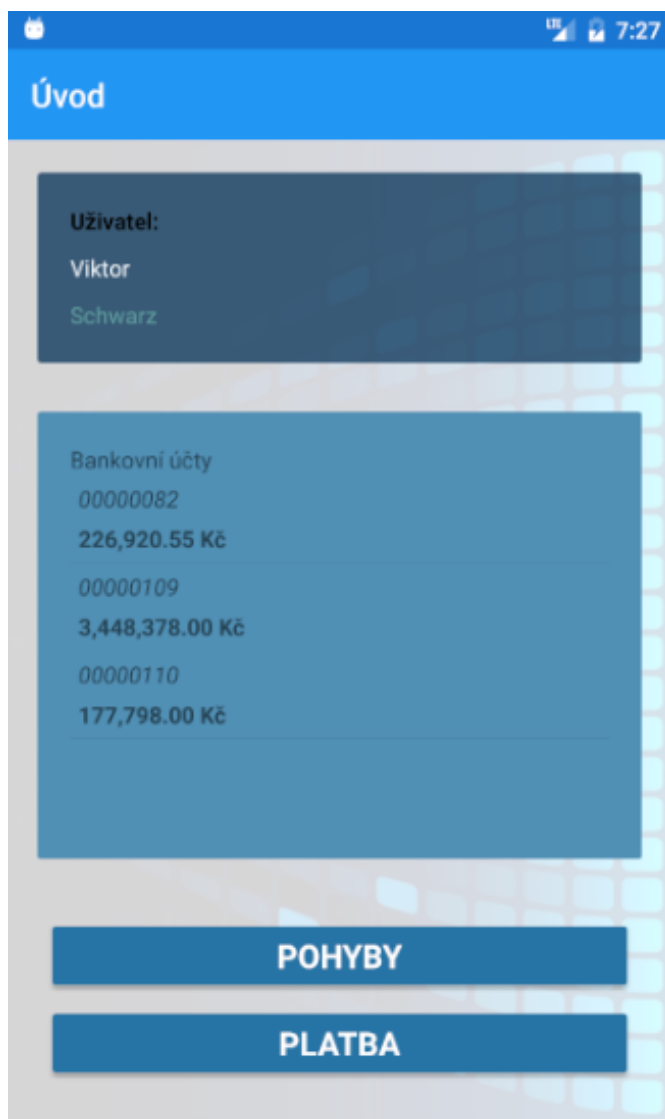 LTE 7:27
Úvod
Uživatel:
Viktor
Schwarz
Bankovní účty
00000082
226,920.55 Kč
00000109
3,448,378.00 Kč
00000110
177,798.00 Kč
POHYBY
PLATBA